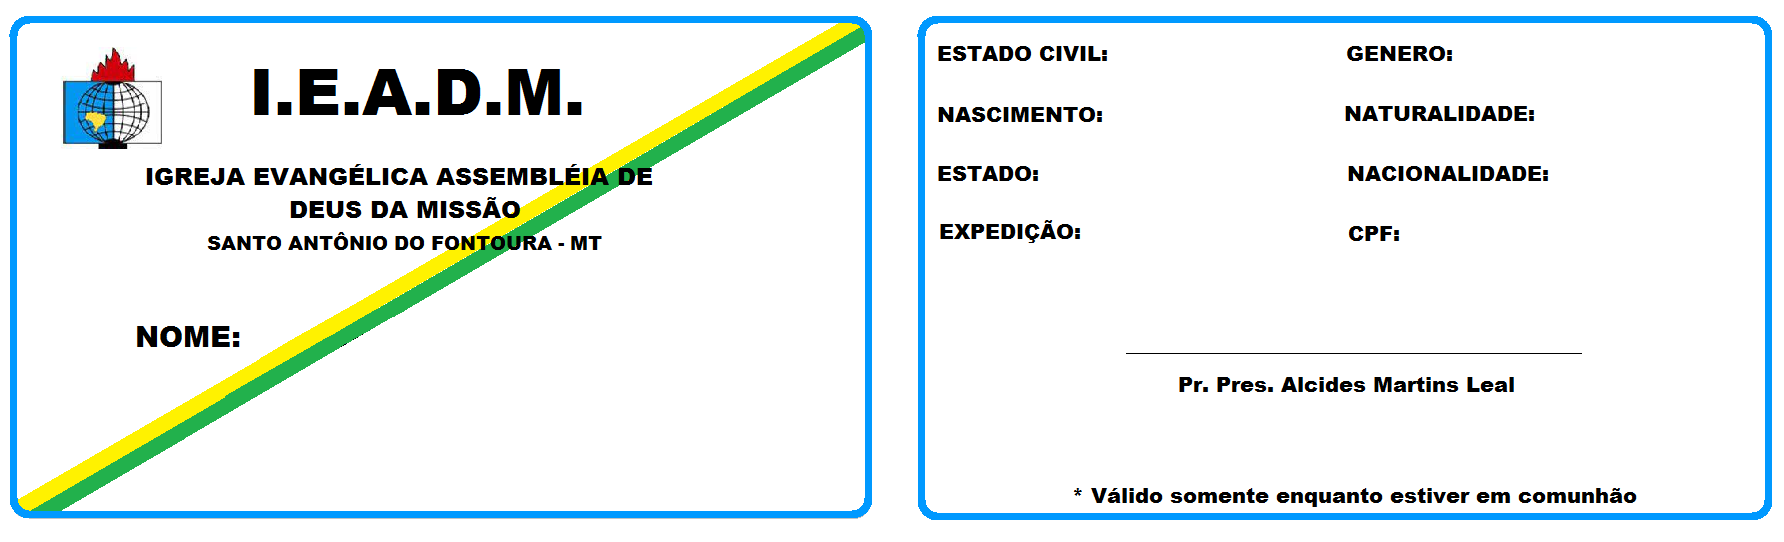 I.E.A.D.M.
IGREJA EVANGÉLICA ASSEMBLÉIA DE
DEUS DA MISSÃO
SANTO ANTÔNIO DO FONTOURA - MT
NOME:
ESTADO CIVIL:
GENERO:
NASCIMENTO:
NATURALIDADE:
ESTADO:
NACIONALIDADE:
EXPEDIÇÃO:
CPF:
Pr. Pres. Alcides Martins Leal
* Válido somente enquanto estiver em comunhão